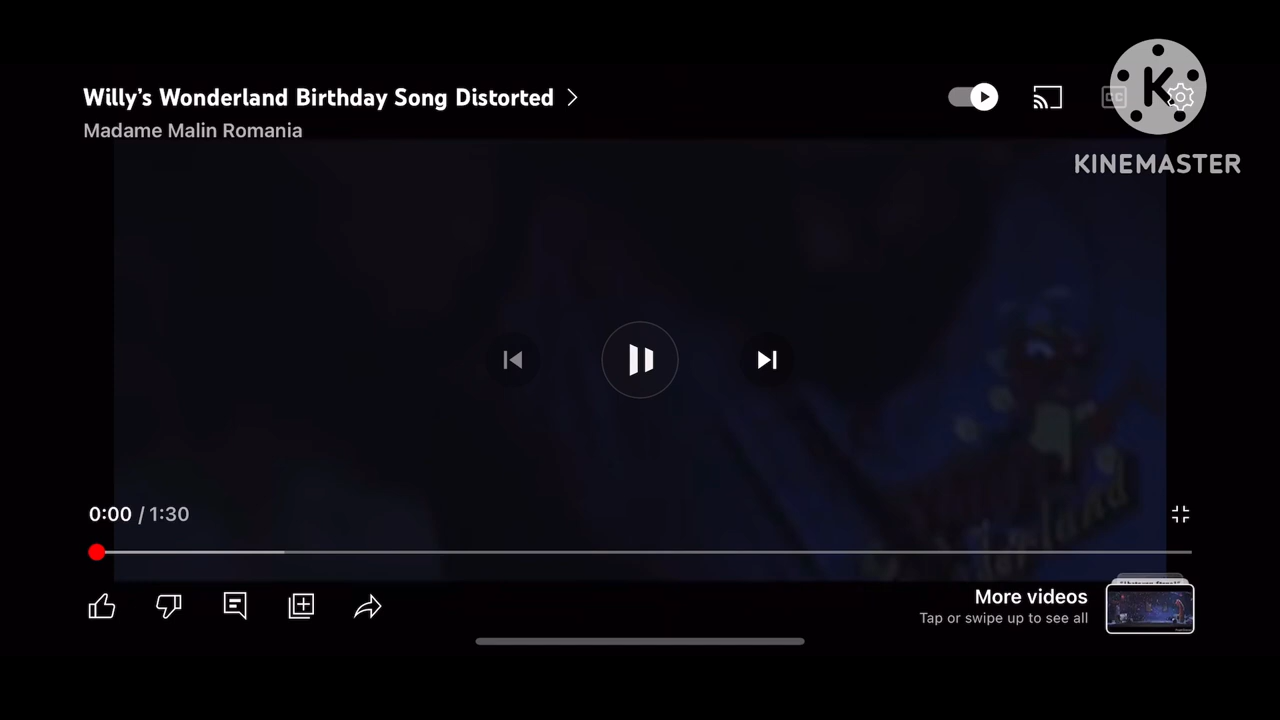 Willy's Wonderland Birthday Song Distorted
Madame Malin Romania
CC
K
KINEMASTER
0:00 / 1:30
More videos
Tap or swipe up to see all